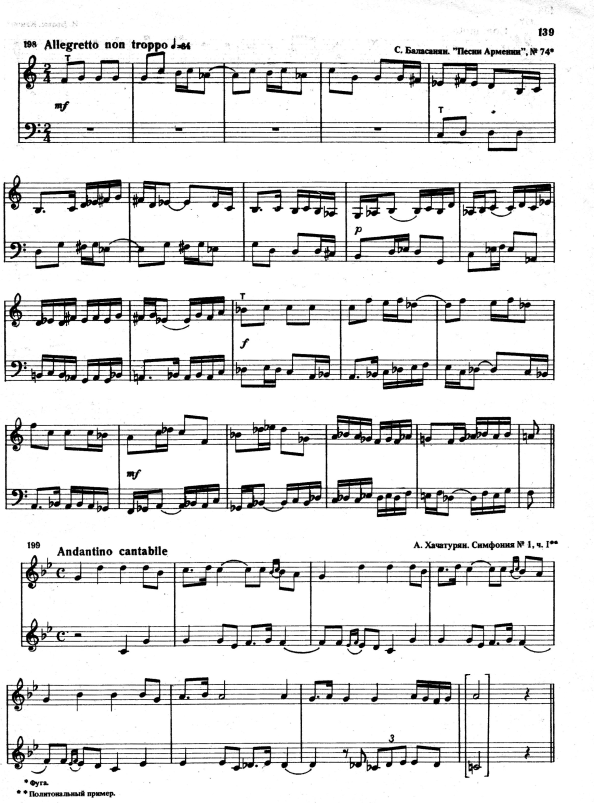 139
198 Allegretto non troppo ♩=84
С. Баласанян. "Песни Армении", № 74*
T
mf
T
p
T
f
mf
199 Andantino cantabile
А. Хачатурян. Симфония № 1, ч. I**
3
* Фуга.
** Политональный пример.